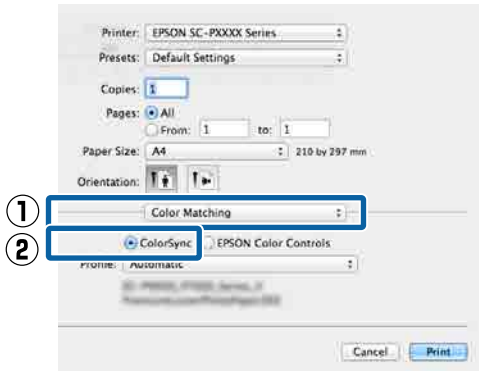 Printer: EPSON SC-PXXXX Series
Presets: Default Settings
Copies: 1
Pages: All
From: 1 to: 1
Paper Size: A4 210 by 297 mm
Orientation:
① Color Matching
② ColorSync EPSON Color Controls
Profile: Automatic
Cancel Print